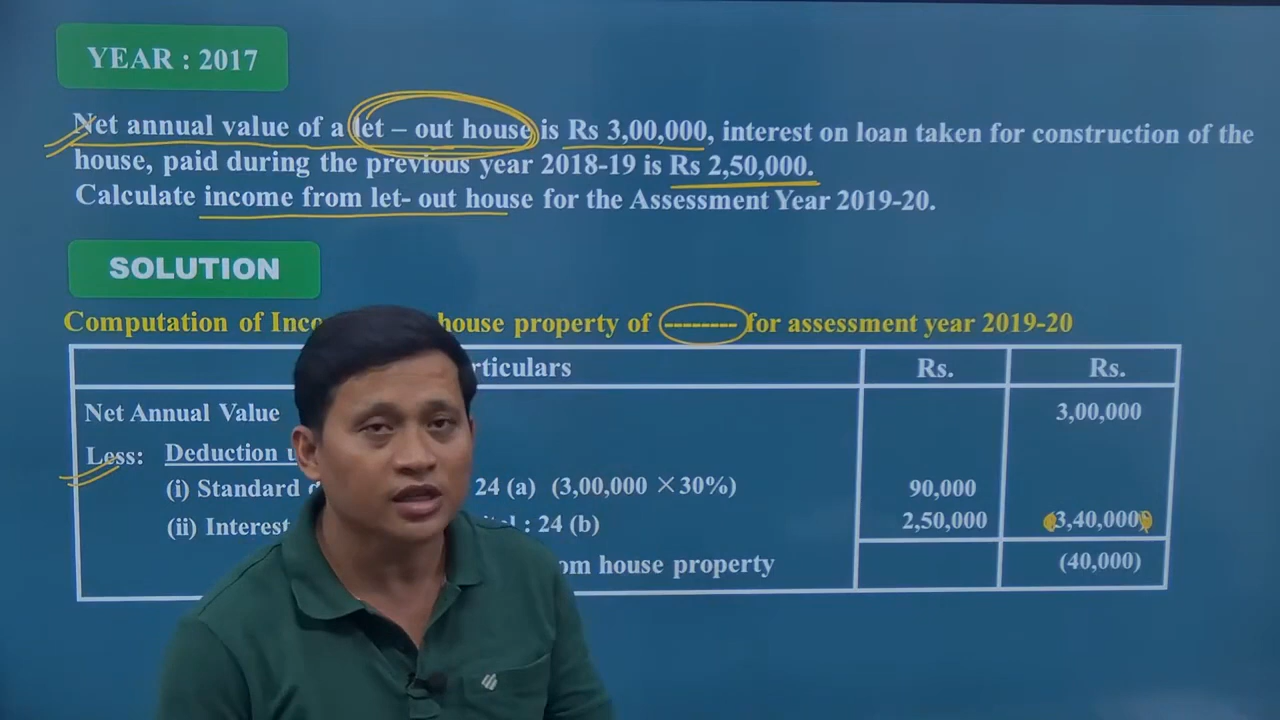 YEAR : 2017
Net annual value of a let – out house is Rs 3,00,000, interest on loan taken for construction of the
house, paid during the previous year 2018-19 is Rs 2,50,000.
Calculate income from let- out house for the Assessment Year 2019-20.
SOLUTION
Computation of house property of -------- for assessment year 2019-20
Rs. Rs.
Net Annual Value 3,00,000
Less: Deduction
(i) Standard 24 (a) (3,00,000 ×30%) 90,000
(ii) Interest : 24 (b) 2,50,000 (3,40,000)
house property (40,000)